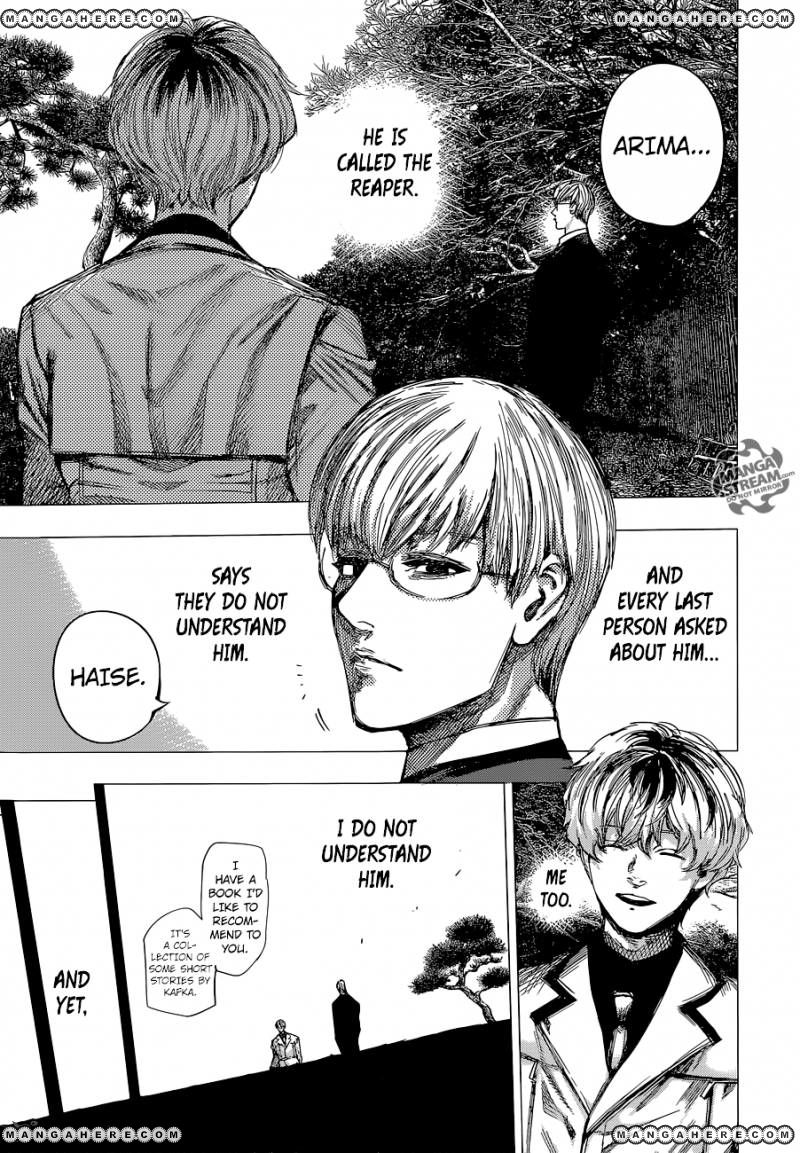 MANGAHERE.COM
MANGAHERE.COM
ARIMA...
HE IS
CALLED THE
REAPER.
MANGA
STREAM.com
DO NOT MIRROR
AND
EVERY LAST
PERSON ASKED
ABOUT HIM...
SAYS
THEY DO NOT
UNDERSTAND
HIM.
HAISE.
ME
TOO.
I DO NOT
UNDERSTAND
HIM.
I
HAVE A
BOOK I'D
LIKE TO
RECOM-
MEND TO
YOU.
IT'S
A COL-
LECTION OF
SOME SHORT
STORIES BY
KAFKA.
AND
YET,
MANGAHERE.COM
MANGAHERE.COM